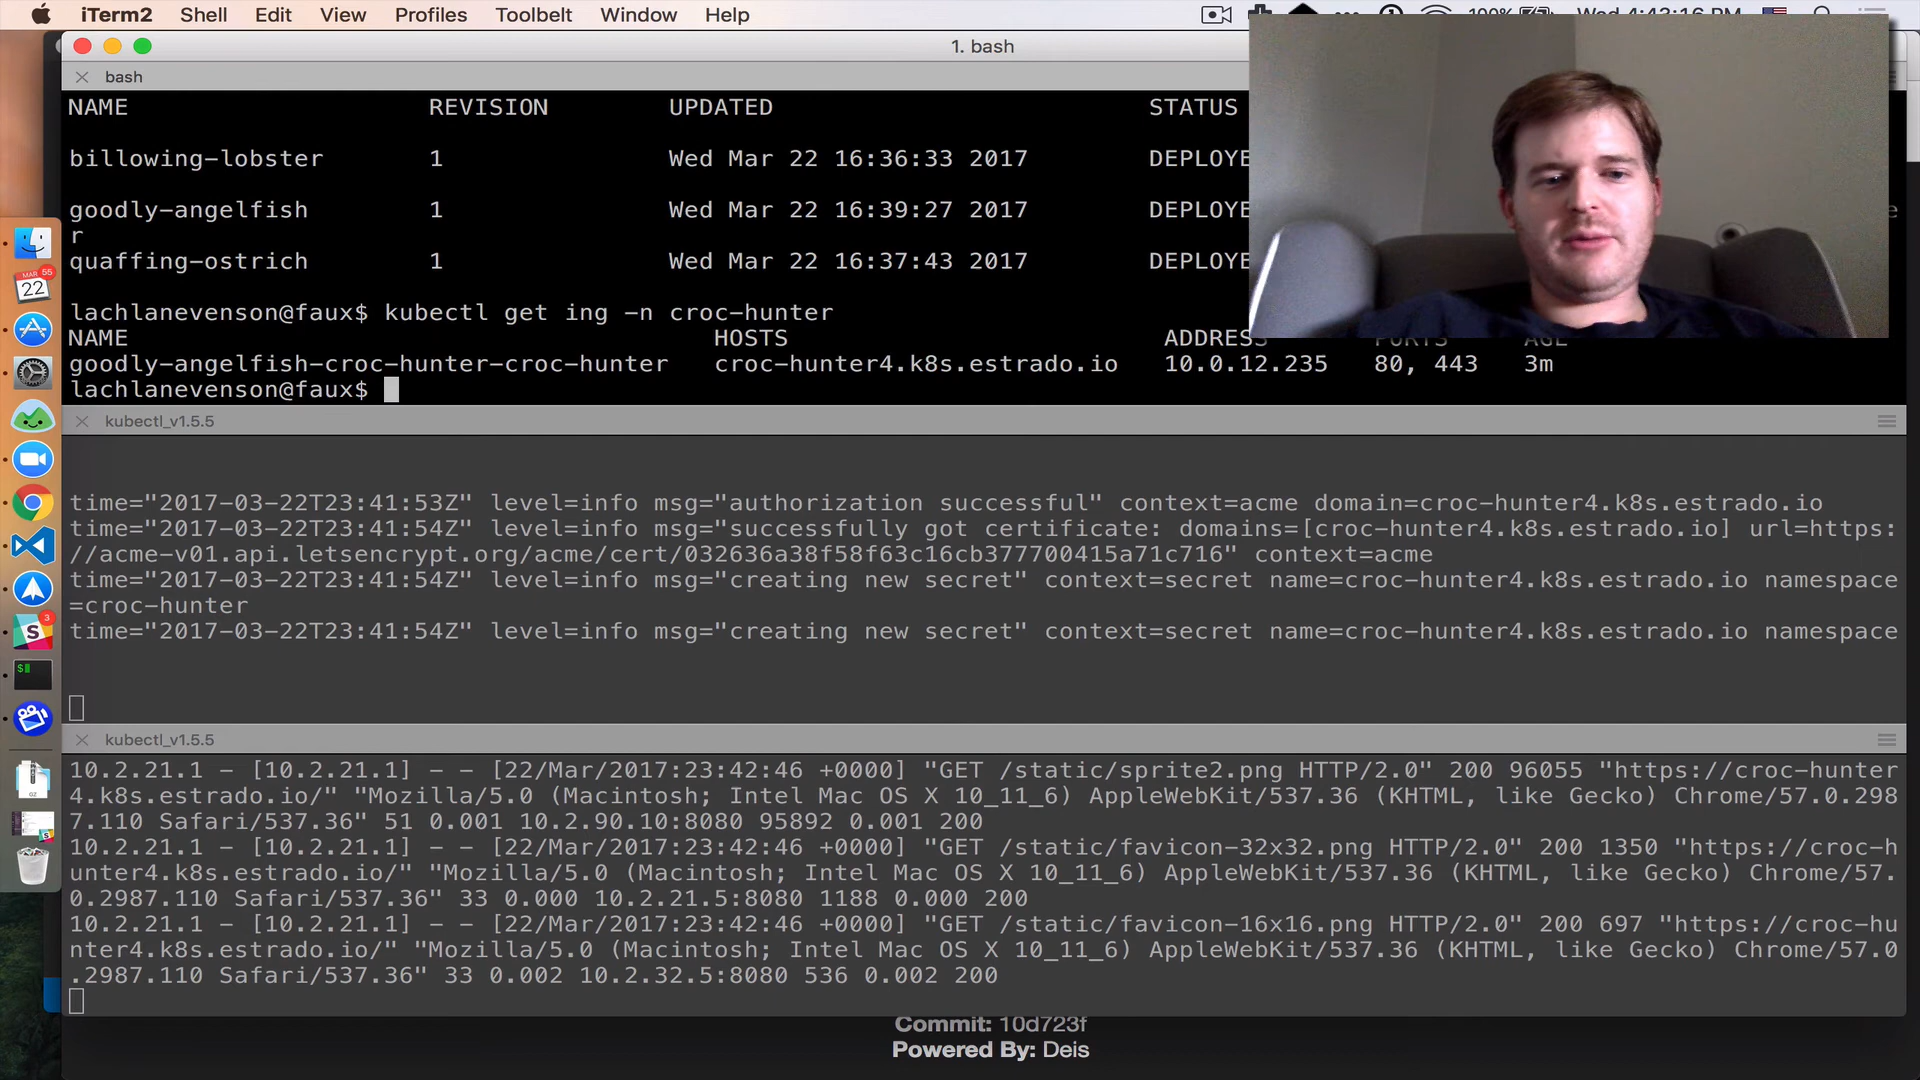 iTerm2 Shell Edit View Profiles Toolbelt Window Help 100% Wed 4:43:16 PM
1. bash
bash
NAME REVISION UPDATED STATUS
billowing-lobster 1 Wed Mar 22 16:36:33 2017 DEPLOYE
goodly-angelfish 1 Wed Mar 22 16:39:27 2017 DEPLOYE e
r
quaffing-ostrich 1 Wed Mar 22 16:37:43 2017 DEPLOYE
lachlanevenson@faux$ kubectl get ing -n croc-hunter
NAME HOSTS ADDRESS PORTS AGE
goodly-angelfish-croc-hunter-croc-hunter croc-hunter4.k8s.estrado.io 10.0.12.235 80, 443 3m
lachlanevenson@faux$
kubectl_v1.5.5
time="2017-03-22T23:41:53Z" level=info msg="authorization successful" context=acme domain=croc-hunter4.k8s.estrado.io
time="2017-03-22T23:41:54Z" level=info msg="successfully got certificate: domains=[croc-hunter4.k8s.estrado.io] url=https:
//acme-v01.api.letsencrypt.org/acme/cert/032636a38f58f63c16cb377700415a71c716" context=acme
time="2017-03-22T23:41:54Z" level=info msg="creating new secret" context=secret name=croc-hunter4.k8s.estrado.io namespace
=croc-hunter
time="2017-03-22T23:41:54Z" level=info msg="creating new secret" context=secret name=croc-hunter4.k8s.estrado.io namespace
kubectl_v1.5.5
10.2.21.1 - [10.2.21.1] - - [22/Mar/2017:23:42:46 +0000] "GET /static/sprite2.png HTTP/2.0" 200 96055 "https://croc-hunter
4.k8s.estrado.io/" "Mozilla/5.0 (Macintosh; Intel Mac OS X 10_11_6) AppleWebKit/537.36 (KHTML, like Gecko) Chrome/57.0.298
7.110 Safari/537.36" 51 0.001 10.2.90.10:8080 95892 0.001 200
10.2.21.1 - [10.2.21.1] - - [22/Mar/2017:23:42:46 +0000] "GET /static/favicon-32x32.png HTTP/2.0" 200 1350 "https://croc-h
unter4.k8s.estrado.io/" "Mozilla/5.0 (Macintosh; Intel Mac OS X 10_11_6) AppleWebKit/537.36 (KHTML, like Gecko) Chrome/57.
0.2987.110 Safari/537.36" 33 0.000 10.2.21.5:8080 1188 0.000 200
10.2.21.1 - [10.2.21.1] - - [22/Mar/2017:23:42:46 +0000] "GET /static/favicon-16x16.png HTTP/2.0" 200 697 "https://croc-hu
nter4.k8s.estrado.io/" "Mozilla/5.0 (Macintosh; Intel Mac OS X 10_11_6) AppleWebKit/537.36 (KHTML, like Gecko) Chrome/57.0
.2987.110 Safari/537.36" 33 0.002 10.2.32.5:8080 536 0.002 200
Commit: 10d723f
Powered By: Deis
MAR 55
22
S 3
$
GZ